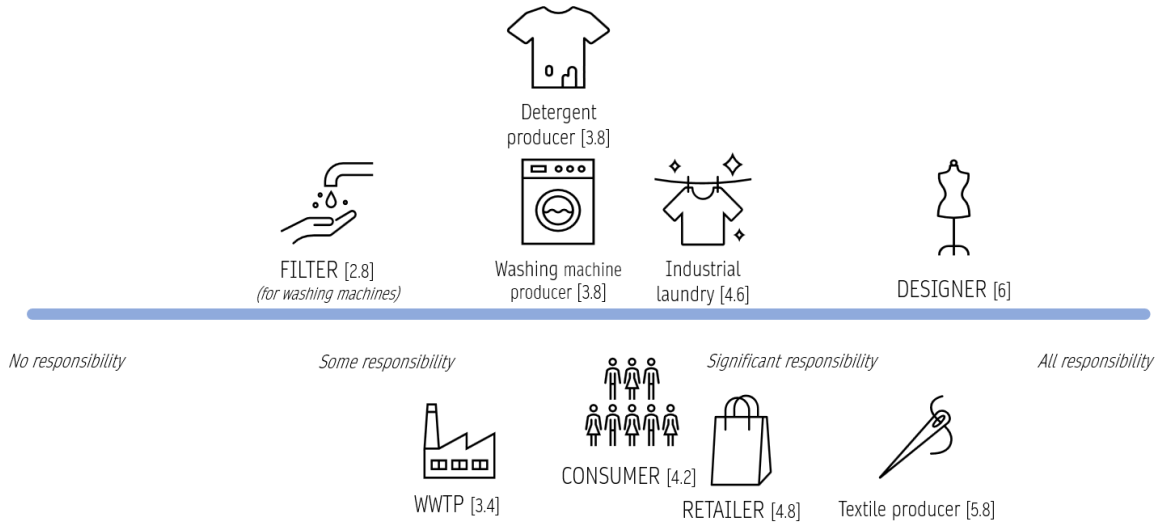 Detergent
producer [3.8]
FILTER [2.8]
(for washing machines)
Washing machine
producer [3.8]
Industrial
laundry [4.6]
DESIGNER [6]
No responsibility
Some responsibility
Significant responsibility
All responsibility
WWTP [3.4]
CONSUMER [4.2]
RETAILER [4.8]
Textile producer [5.8]